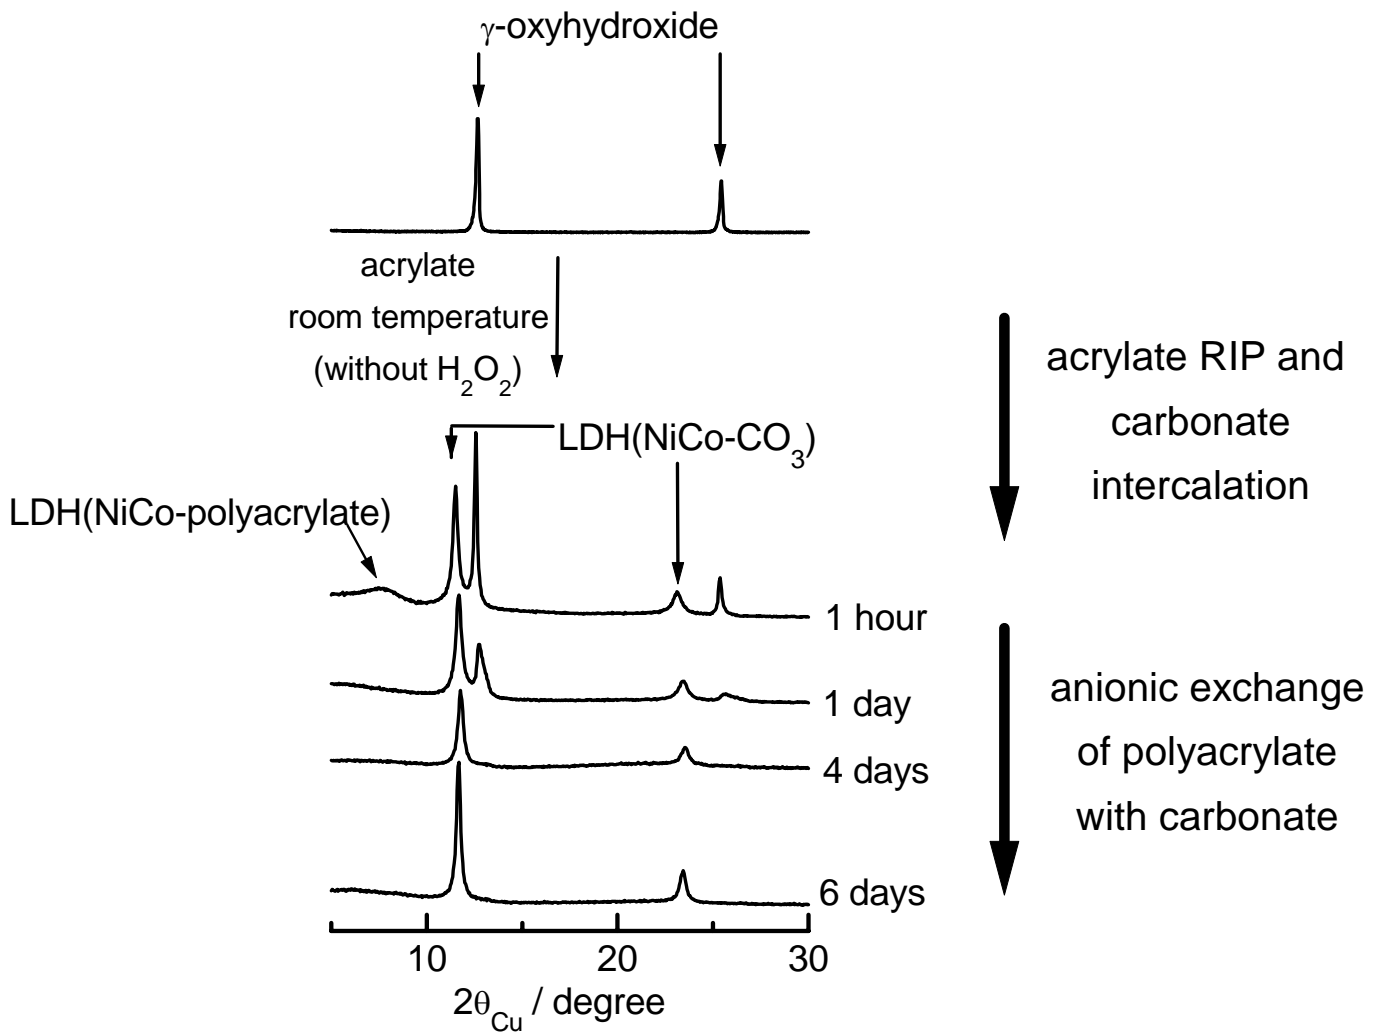 γ-oxyhydroxide
acrylate
room temperature
(without H₂O₂)
acrylate RIP and
carbonate
intercalation
LDH(NiCo-CO₃)
LDH(NiCo-polyacrylate)
1 hour
1 day
4 days
6 days
anionic exchange
of polyacrylate
with carbonate
10 20 30
2θCu / degree